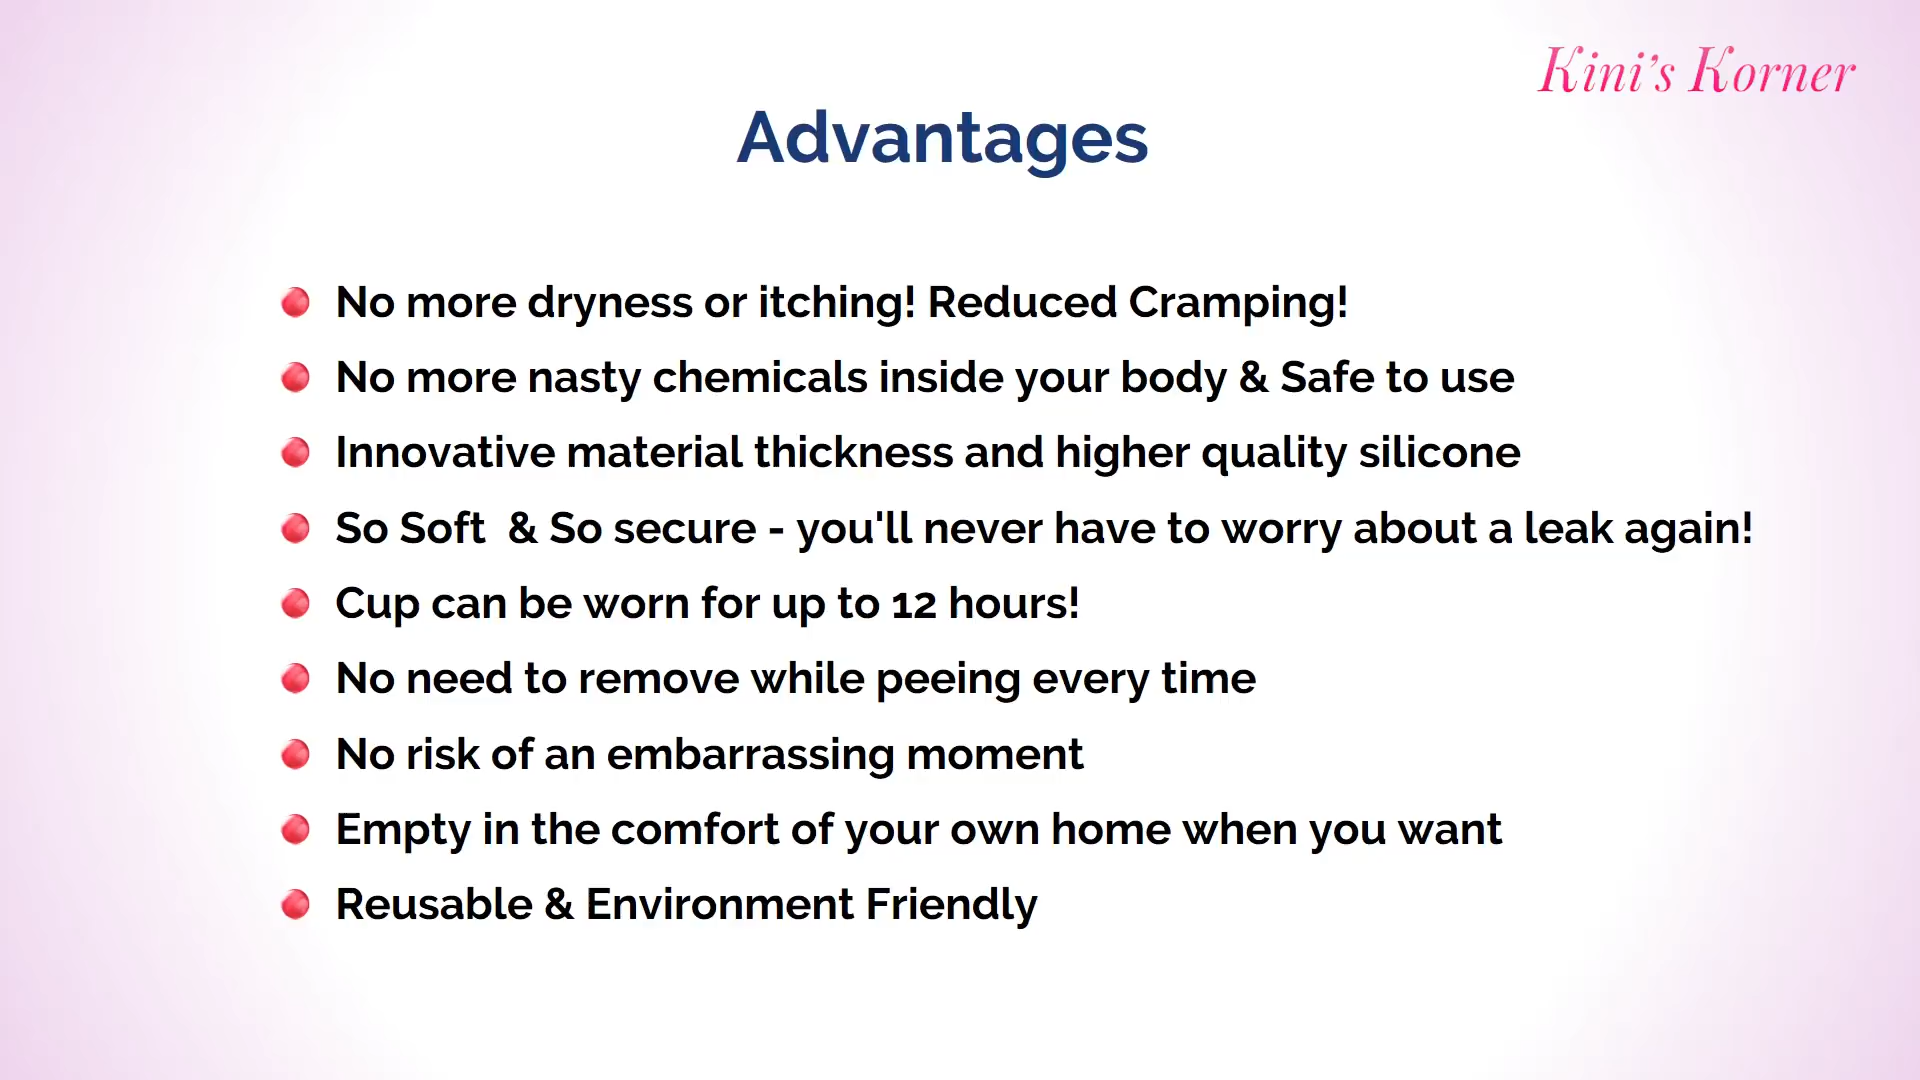 Kini's Korner
Advantages
No more dryness or itching! Reduced Cramping!
No more nasty chemicals inside your body & Safe to use
Innovative material thickness and higher quality silicone
So Soft  & So secure - you'll never have to worry about a leak again!
Cup can be worn for up to 12 hours!
No need to remove while peeing every time
No risk of an embarrassing moment
Empty in the comfort of your own home when you want
Reusable & Environment Friendly